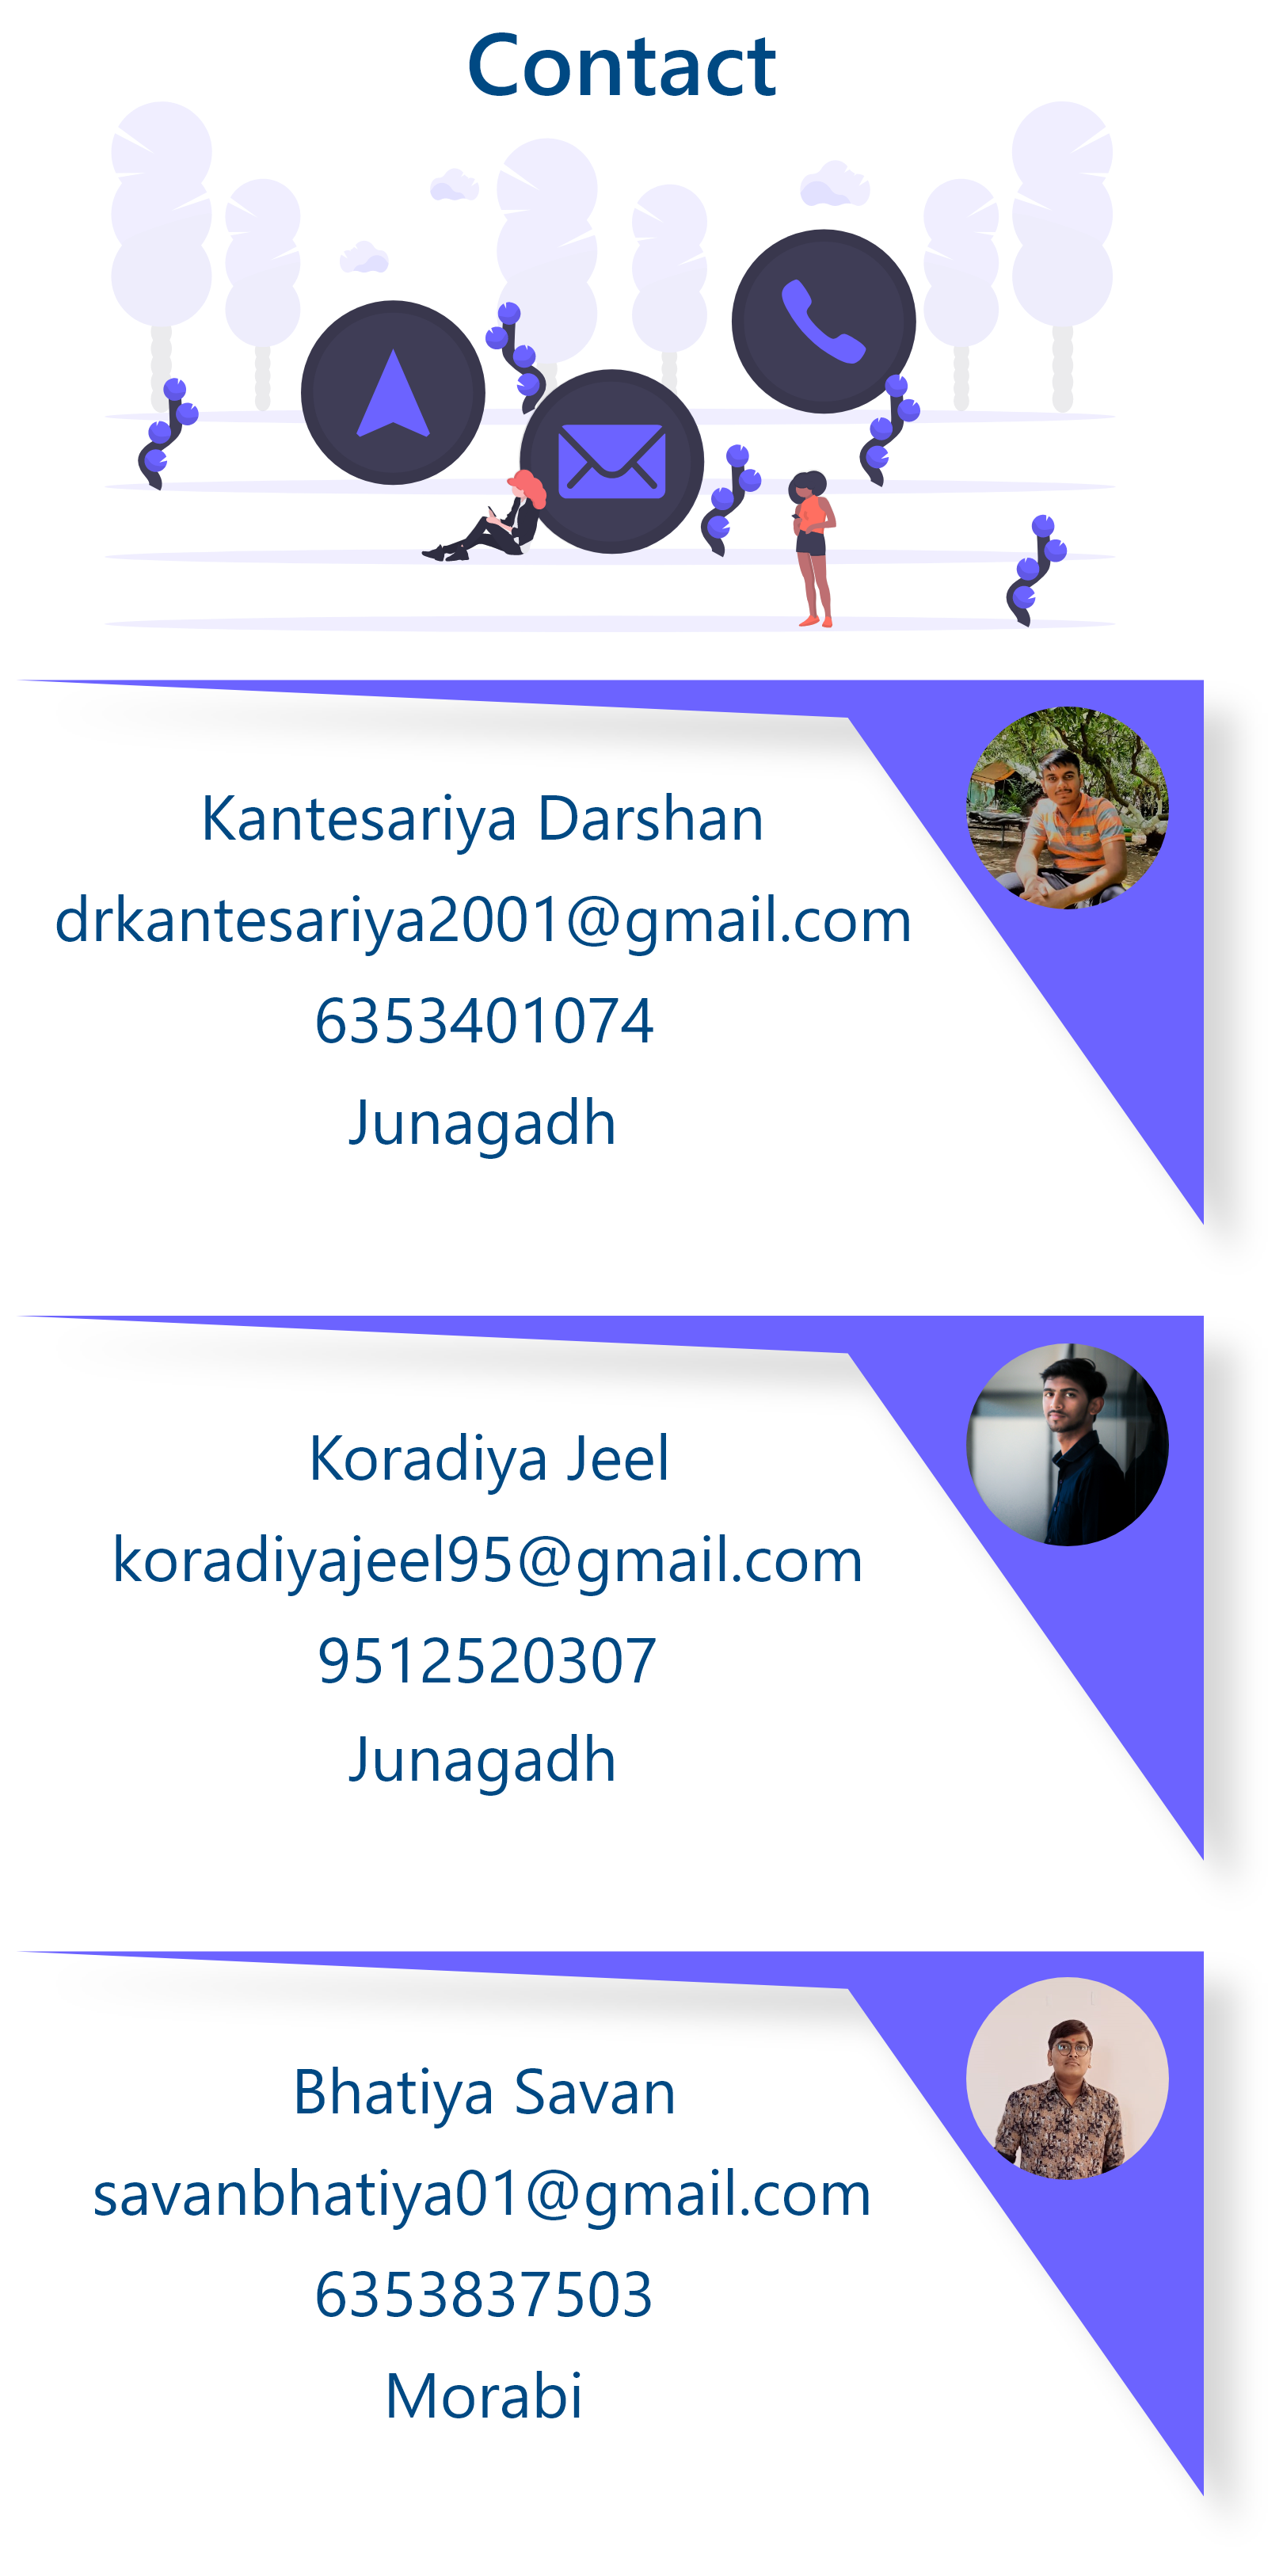 Contact
Kantesariya Darshan
drkantesariya2001@gmail.com
6353401074
Junagadh
Koradiya Jeel
koradiyajeel95@gmail.com
9512520307
Junagadh
Bhatiya Savan
savanbhatiya01@gmail.com
6353837503
Morabi